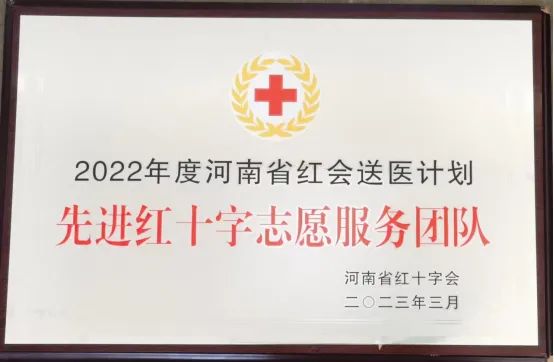 2022年度河南省红会送医计划
先进红十字志愿服务团队
河南省红十字会
二〇二三年三月